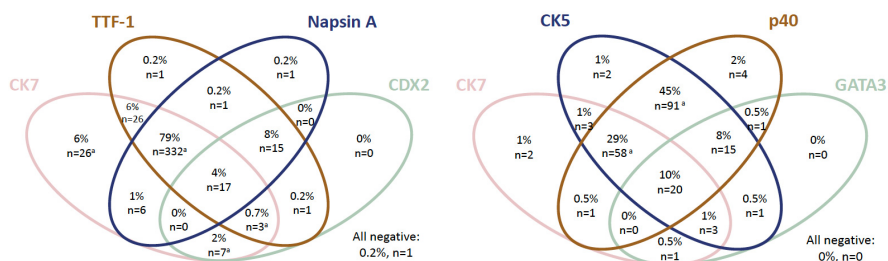 TTF-1
Napsin A
CK7
CDX2
0.2%
n=1
0.2%
n=1
0.2%
n=1
6%
n=26
0%
n=0
6%
n=26ᵃ
79%
n=332ᵃ
8%
n=15
0%
n=0
4%
n=17
1%
n=6
0%
n=0
0.7%
n=3ᵃ
0.2%
n=1
2%
n=7ᵃ
All negative:
0.2%, n=1
CK5
p40
CK7
GATA3
1%
n=2
2%
n=4
45%
n=91ᵃ
1%
n=3
0.5%
n=1
1%
n=2
29%
n=58ᵃ
8%
n=15
0%
n=0
10%
n=20
0.5%
n=1
0%
n=0
1%
n=3
0.5%
n=1
0.5%
n=1
All negative:
0%, n=0